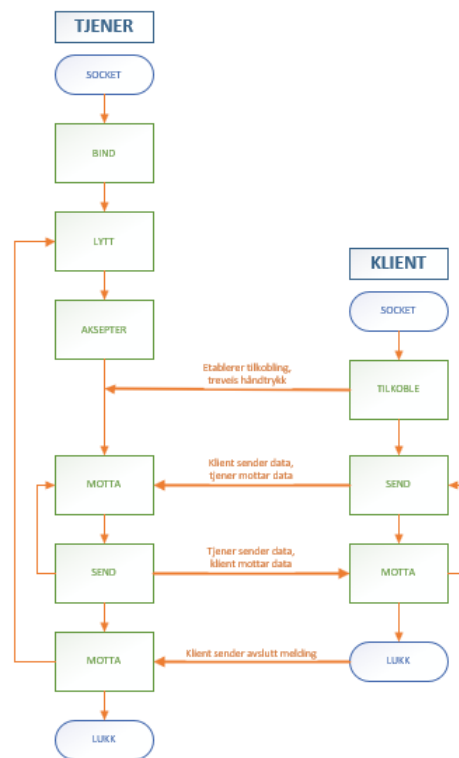 TJENER
SOCKET
BIND
LYTT
AKSEPTER
KLIENT
SOCKET
Etablerer tilkobling,
treveis håndtrykk
TILKOBLE
Klient sender data,
tjener mottar data
MOTTA
SEND
Tjener sender data,
klient mottar data
SEND
MOTTA
Klient sender avslutt melding
MOTTA
LUKK
LUKK